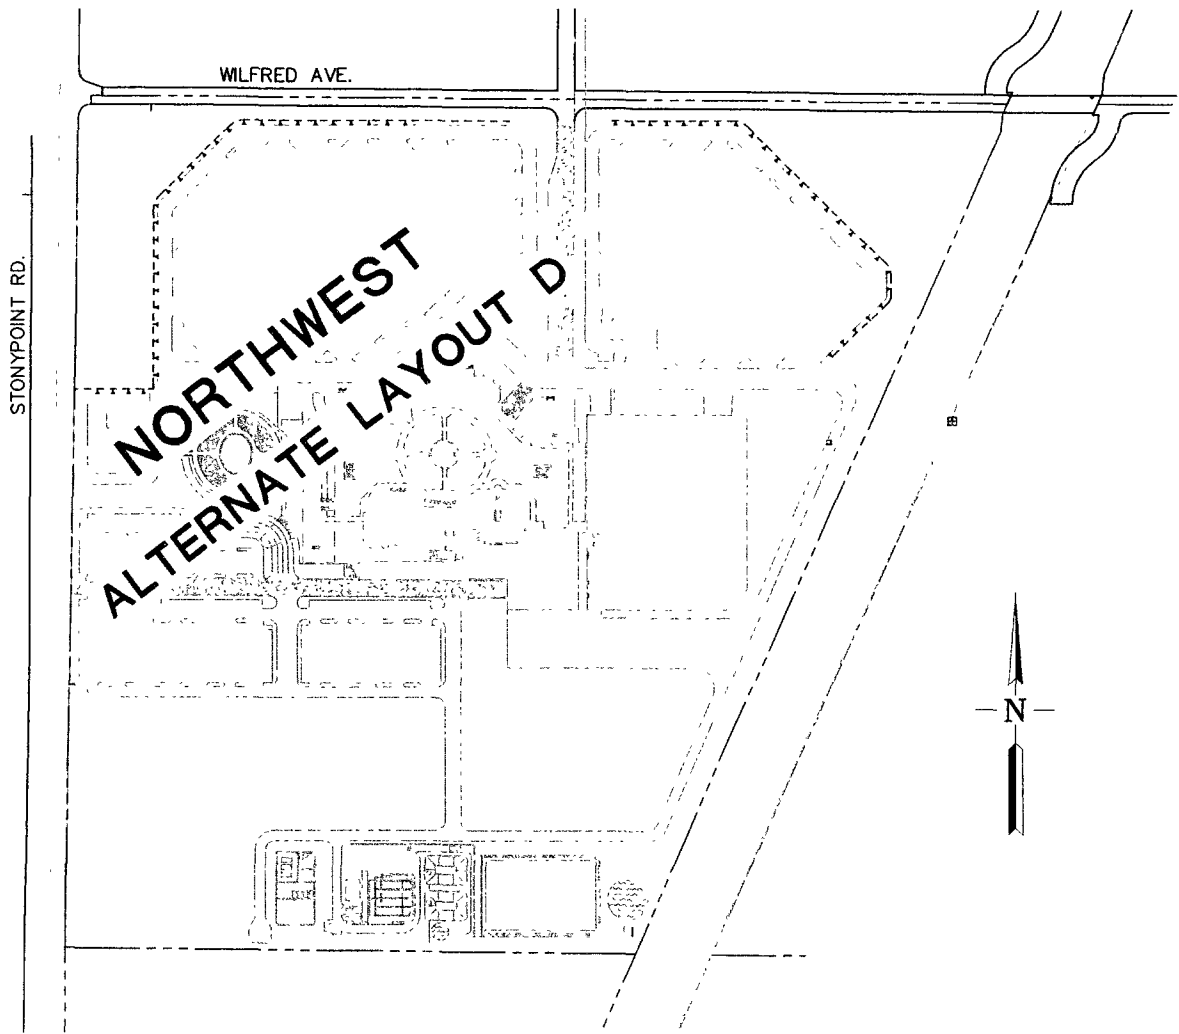 WILFRED AVE.
STONYPOINT RD.
NORTHWEST
ALTERNATE LAYOUT D
N